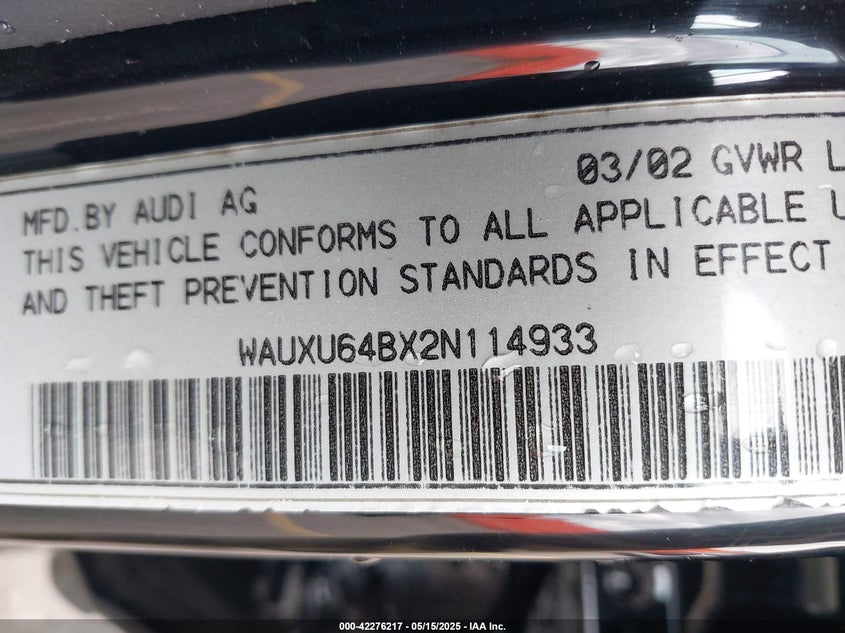 03/02 GVWR L
MFD.BY AUDI AG
THIS VEHICLE CONFORMS TO ALL APPLICABLE U
AND THEFT PREVENTION STANDARDS IN EFFECT
WAUXU64BX2N114933
000-42276217 - 05/15/2025 - IAA Inc.